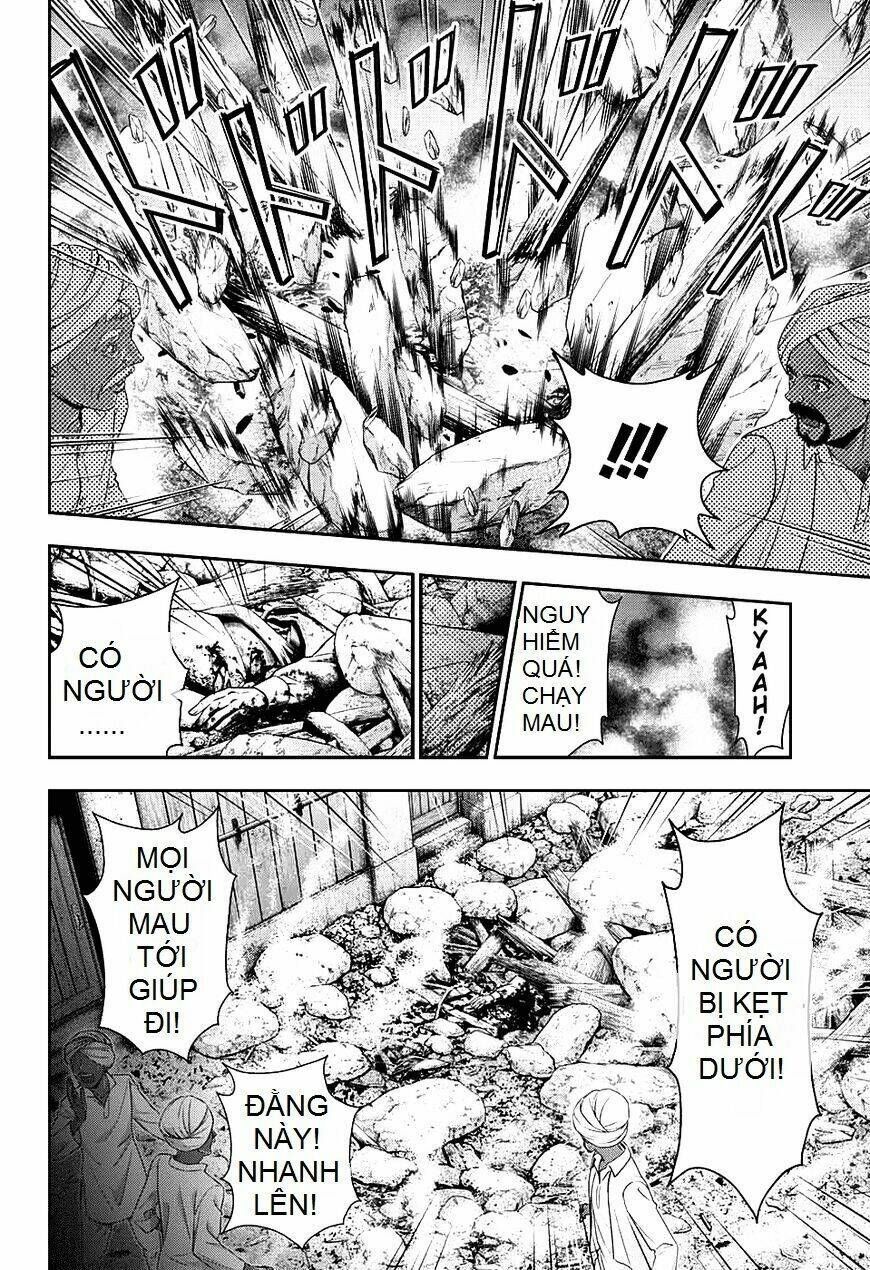 ドドドドドド
!!!
KYAAH!
NGUY
HIỂM
QUÁ!
CHẠY
MAU!
CÓ
NGƯỜI
......
CÓ
NGƯỜI
BỊ KẸT
PHÍA
DƯỚI!
MỌI
NGƯỜI
MAU
TỚI
GIÚP
ĐI!
ĐẰNG
NÀY!
NHANH
LÊN!